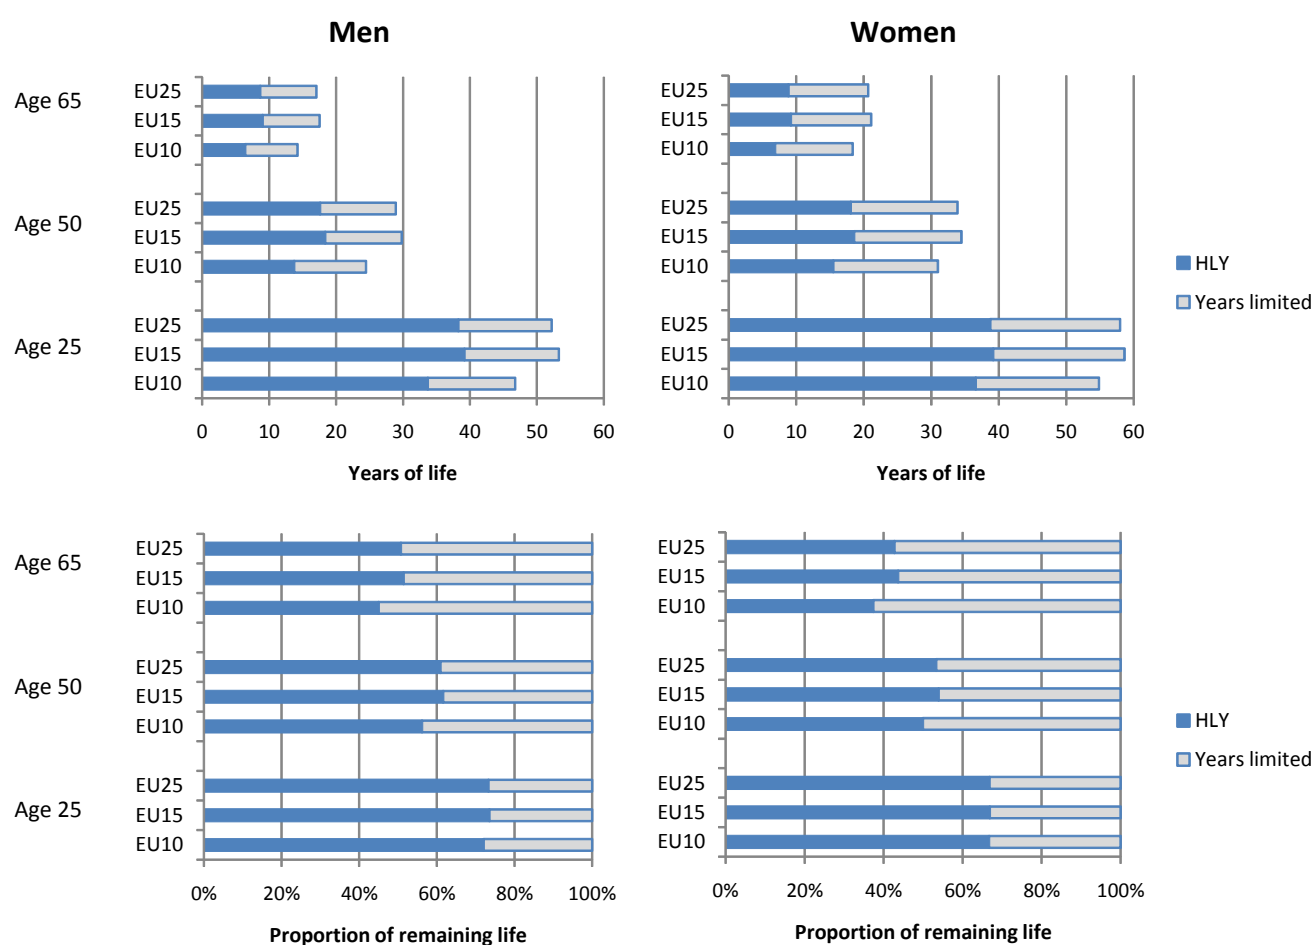 Men
Women
Age 65
EU25
EU15
EU10
Age 50
EU25
EU15
EU10
Age 25
EU25
EU15
EU10
0 10 20 30 40 50 60
Years of life
EU25
EU15
EU10
EU25
EU15
EU10
EU25
EU15
EU10
0 10 20 30 40 50 60
Years of life
HLY
Years limited
Age 65
EU25
EU15
EU10
Age 50
EU25
EU15
EU10
Age 25
EU25
EU15
EU10
0% 20% 40% 60% 80% 100%
Proportion of remaining life
EU25
EU15
EU10
EU25
EU15
EU10
EU25
EU15
EU10
0% 20% 40% 60% 80% 100%
Proportion of remaining life
HLY
Years limited